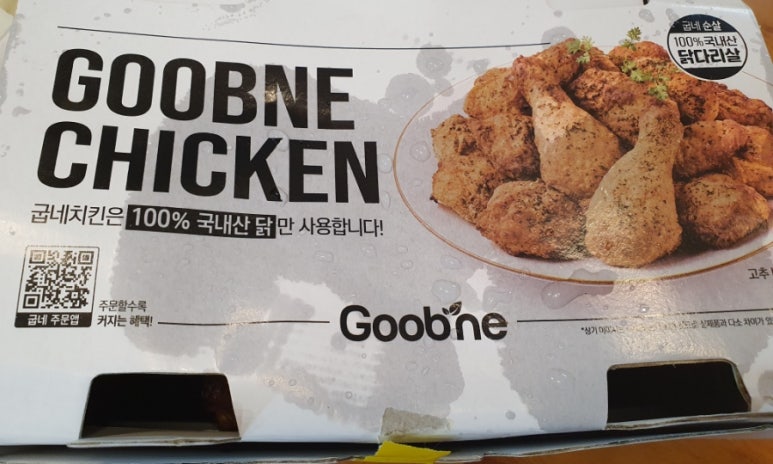 GOOBNE
CHICKEN
굽네치킨은 100% 국내산 닭만 사용합니다!
굽네 순살
100% 국내산
닭다리살
고추
굽네 주문앱
주문할수록
커지는 혜택!
Goobne